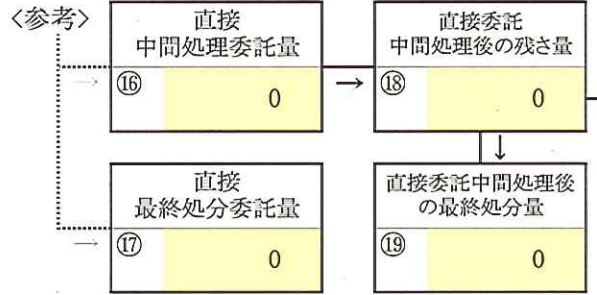 〈参考〉
直接
中間処理委託量
⑯
0
→
直接委託
中間処理後の残さ量
⑱
0
↓
直接
最終処分委託量
⑰
0
直接委託中間処理後
の最終処分量
⑲
0